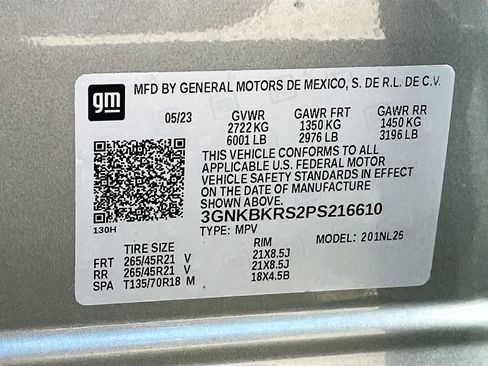 gm
MFD BY GENERAL MOTORS DE MEXICO, S. DE R.L. DE C.V.
05/23 GVWR GAWR FRT GAWR RR
2722 KG 1350 KG 1450 KG
6001 LB 2976 LB 3196 LB
THIS VEHICLE CONFORMS TO ALL
APPLICABLE U.S. FEDERAL MOTOR
VEHICLE SAFETY STANDARDS IN EFFECT
ON THE DATE OF MANUFACTURE
SHOWN ABOVE.
130H
3GNKBKRS2PS216610
TYPE: MPV MODEL: 201NL26
TIRE SIZE RIM
FRT 265/45R21 V 21X8.5J
RR 265/45R21 V 21X8.5J
SPA T135/70R18 M 18X4.5B